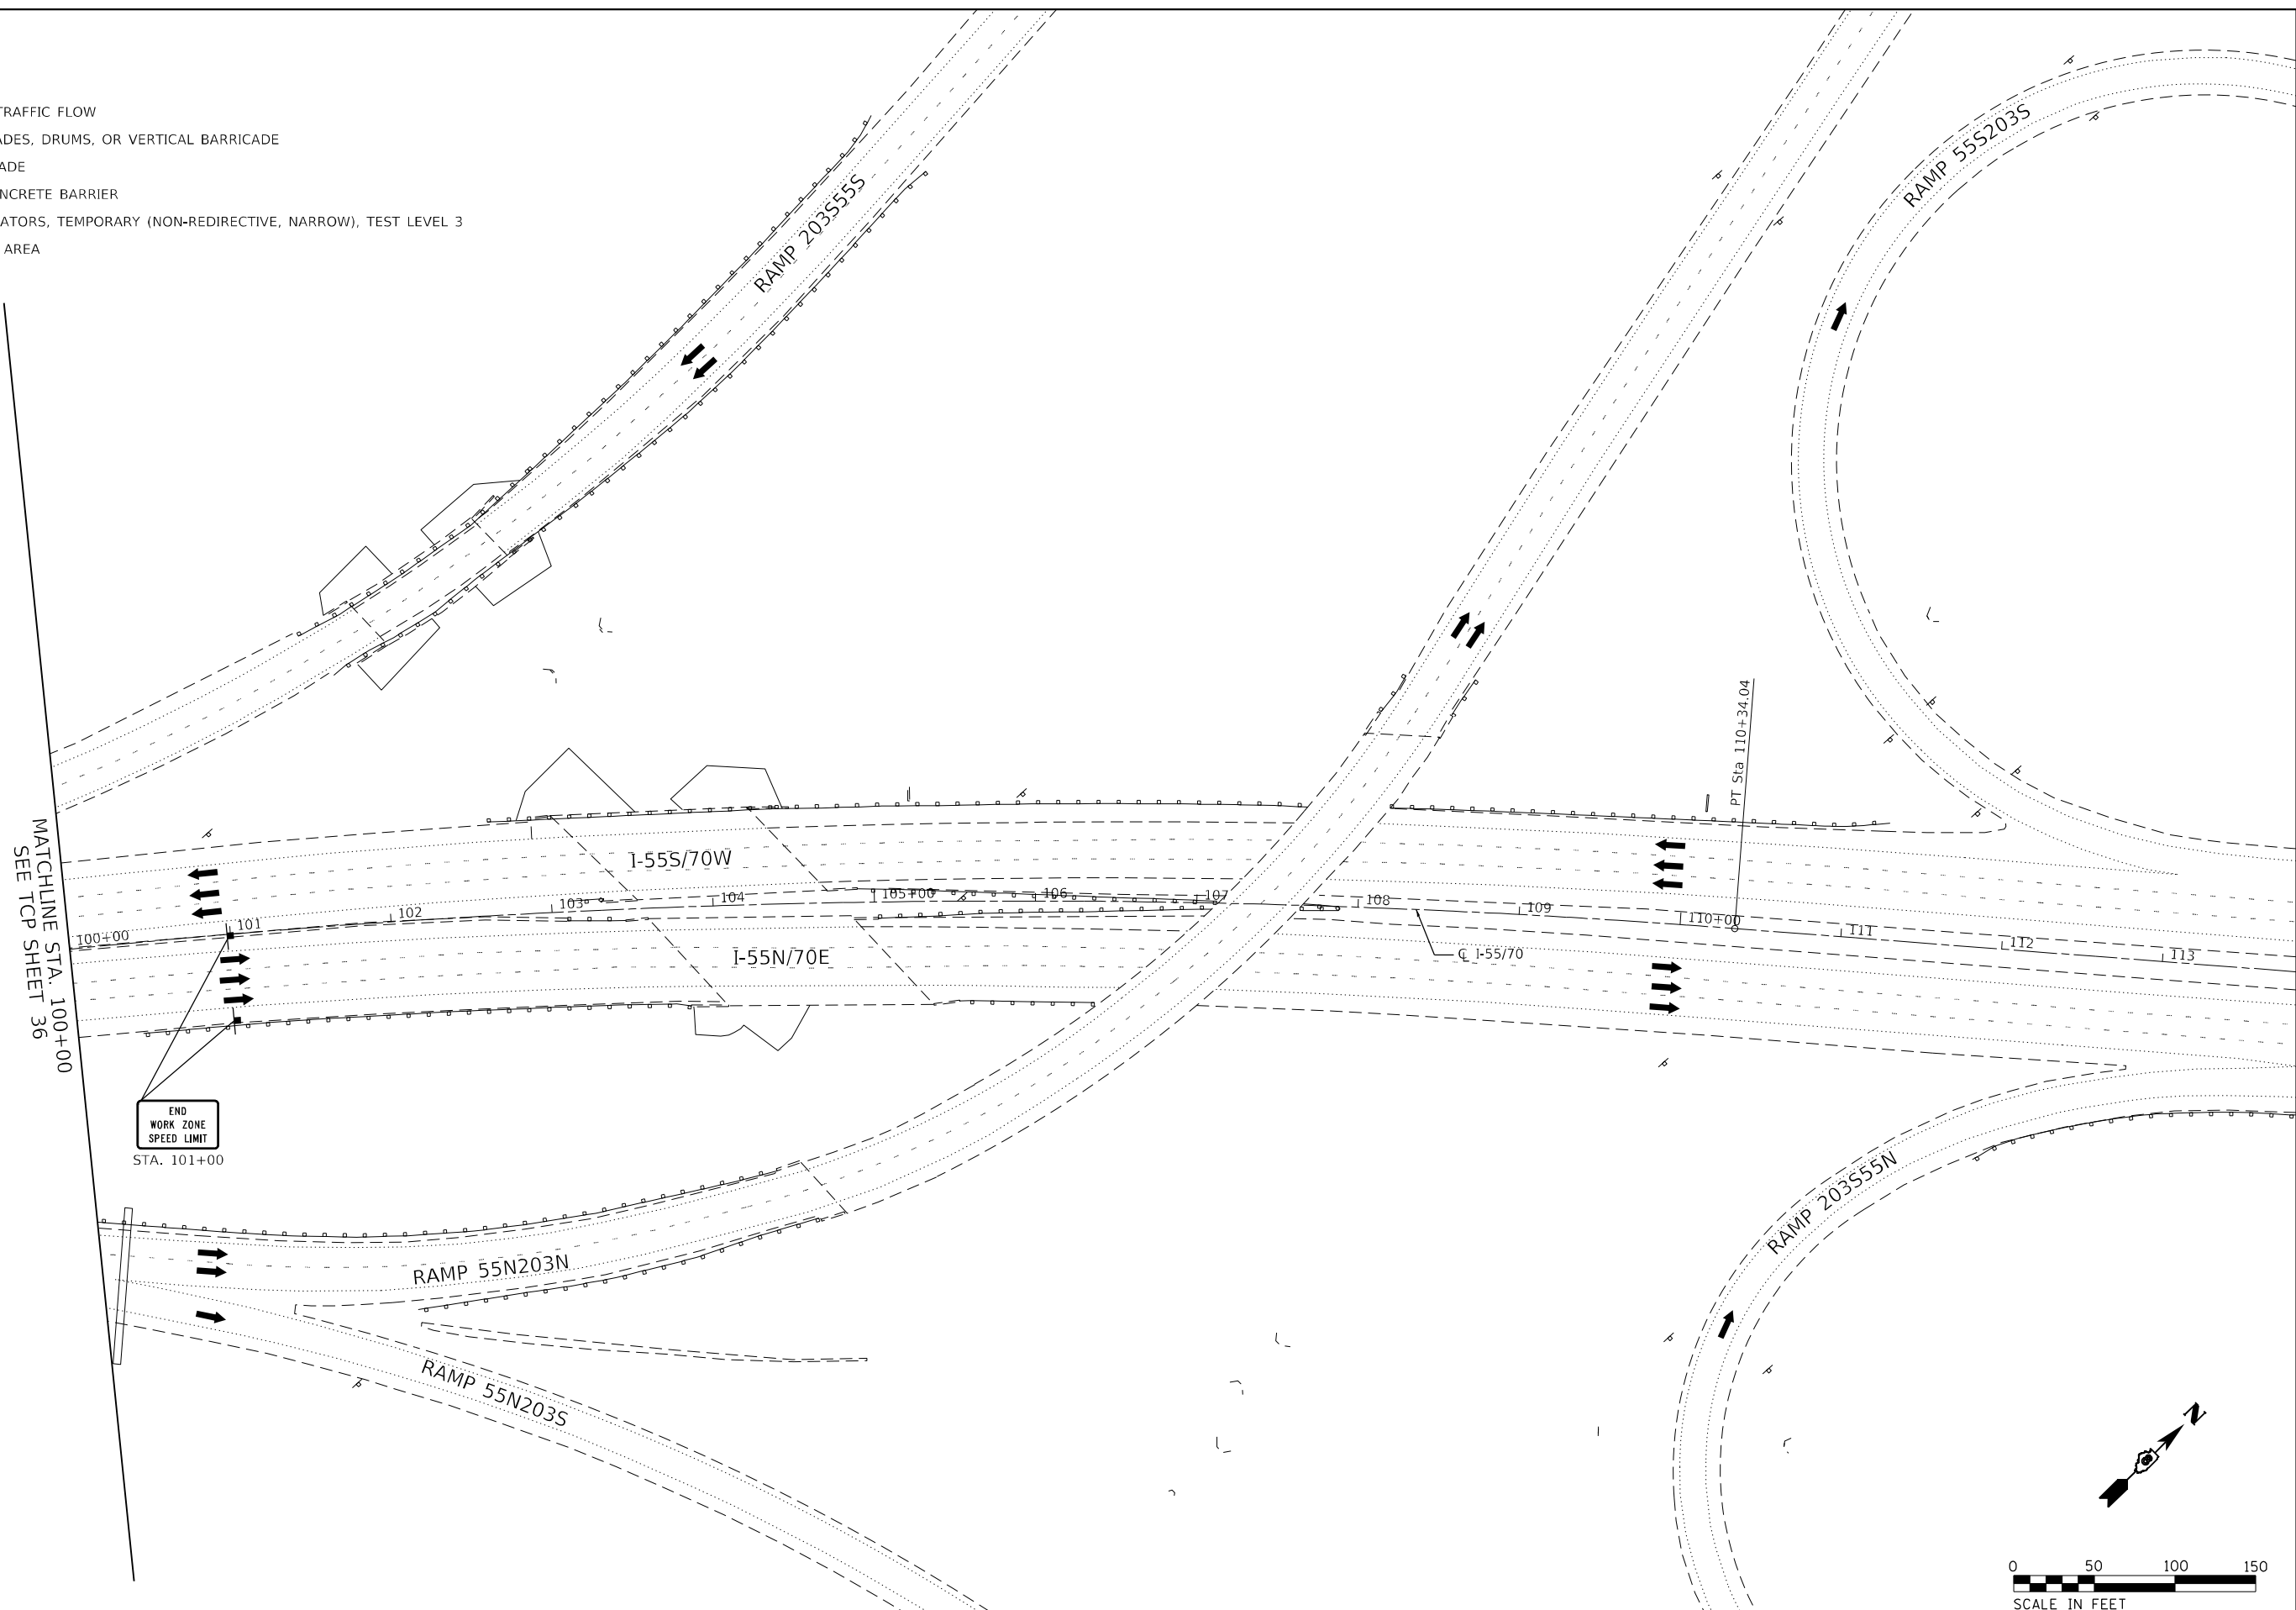 TRAFFIC FLOW
ADES, DRUMS, OR VERTICAL BARRICADE
ADE
NCRETE BARRIER
ATORS, TEMPORARY (NON-REDIRECTIVE, NARROW), TEST LEVEL 3
AREA
RAMP 203S55S
RAMP 55S203S
PT Sta 110+34.04
MATCHLINE STA. 100+00
SEE TCP SHEET 36
I-55S/70W
100+00
101
102
103
104
105+00
106
107
108
109
110+00
111
112
113
I-55N/70E
℄ I-55/70
END
WORK ZONE
SPEED LIMIT
STA. 101+00
RAMP 55N203N
RAMP 55N203S
RAMP 203S55N
N
0 50 100 150
SCALE IN FEET